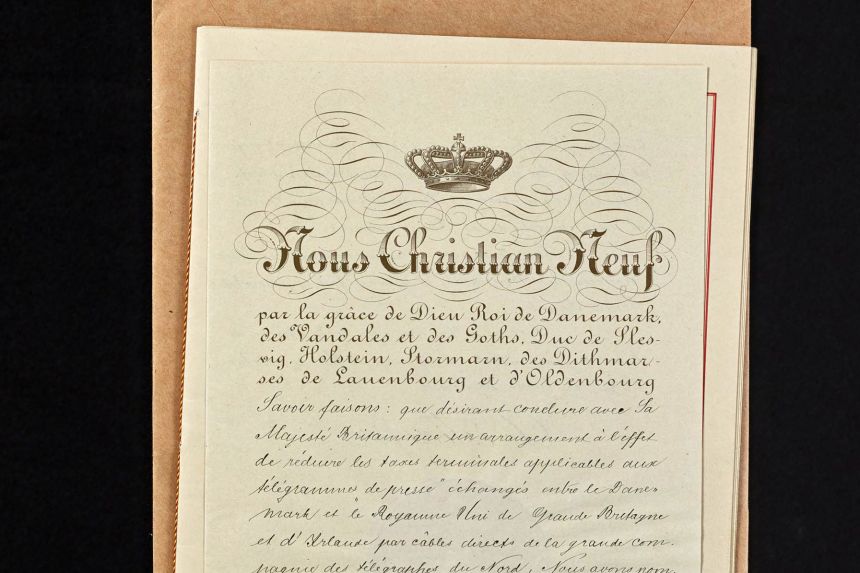 Nous Christian Neuf
par la grâce de Dieu Roi de Danemark,
des Vandales et des Goths, Duc de Sles-
vig, Holstein, Stormarn, des Dithmar-
ses de Lauenbourg et d'Oldenbourg
Savoir faisons: que désirant conclure avec Sa
Majesté Britannique un arrangement à l'effet
de réduire les taxes terminales applicables aux
télégrammes "de presse" échangés entre le Dane-
mark et le Royaume Uni de Grande Bretagne
et d'Irlande par câbles directs de la grande com-
pagnie des télégraphes du Nord, Nous avons nom-